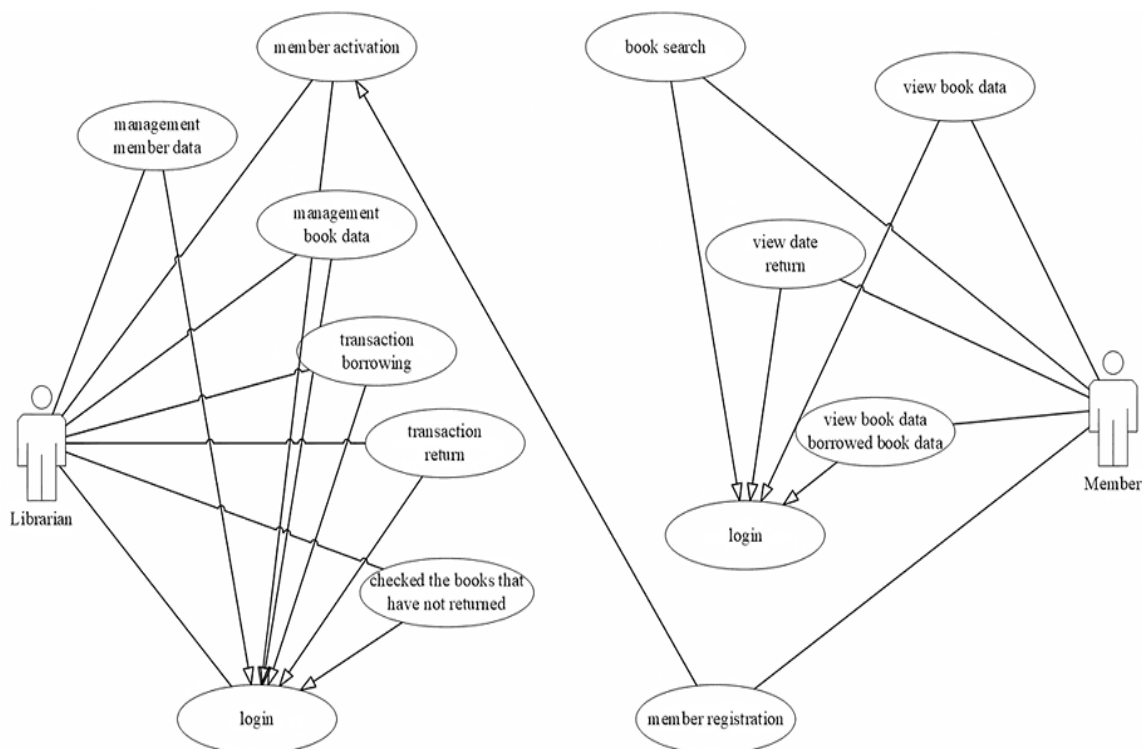 member activation
book search
view book data
management
member data
management
book data
view date
return
transaction
borrowing
transaction
return
view book data
borrowed book data
Librarian
Member
login
checked the books that
have not returned
login
member registration